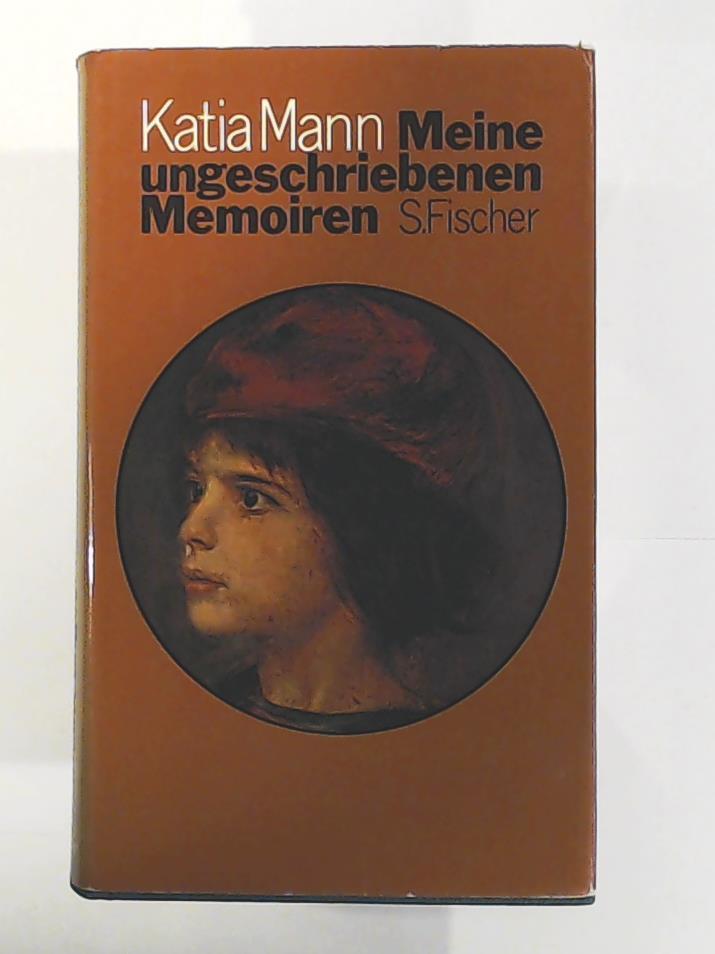 Katia Mann Meine
ungeschriebenen
Memoiren S.Fischer